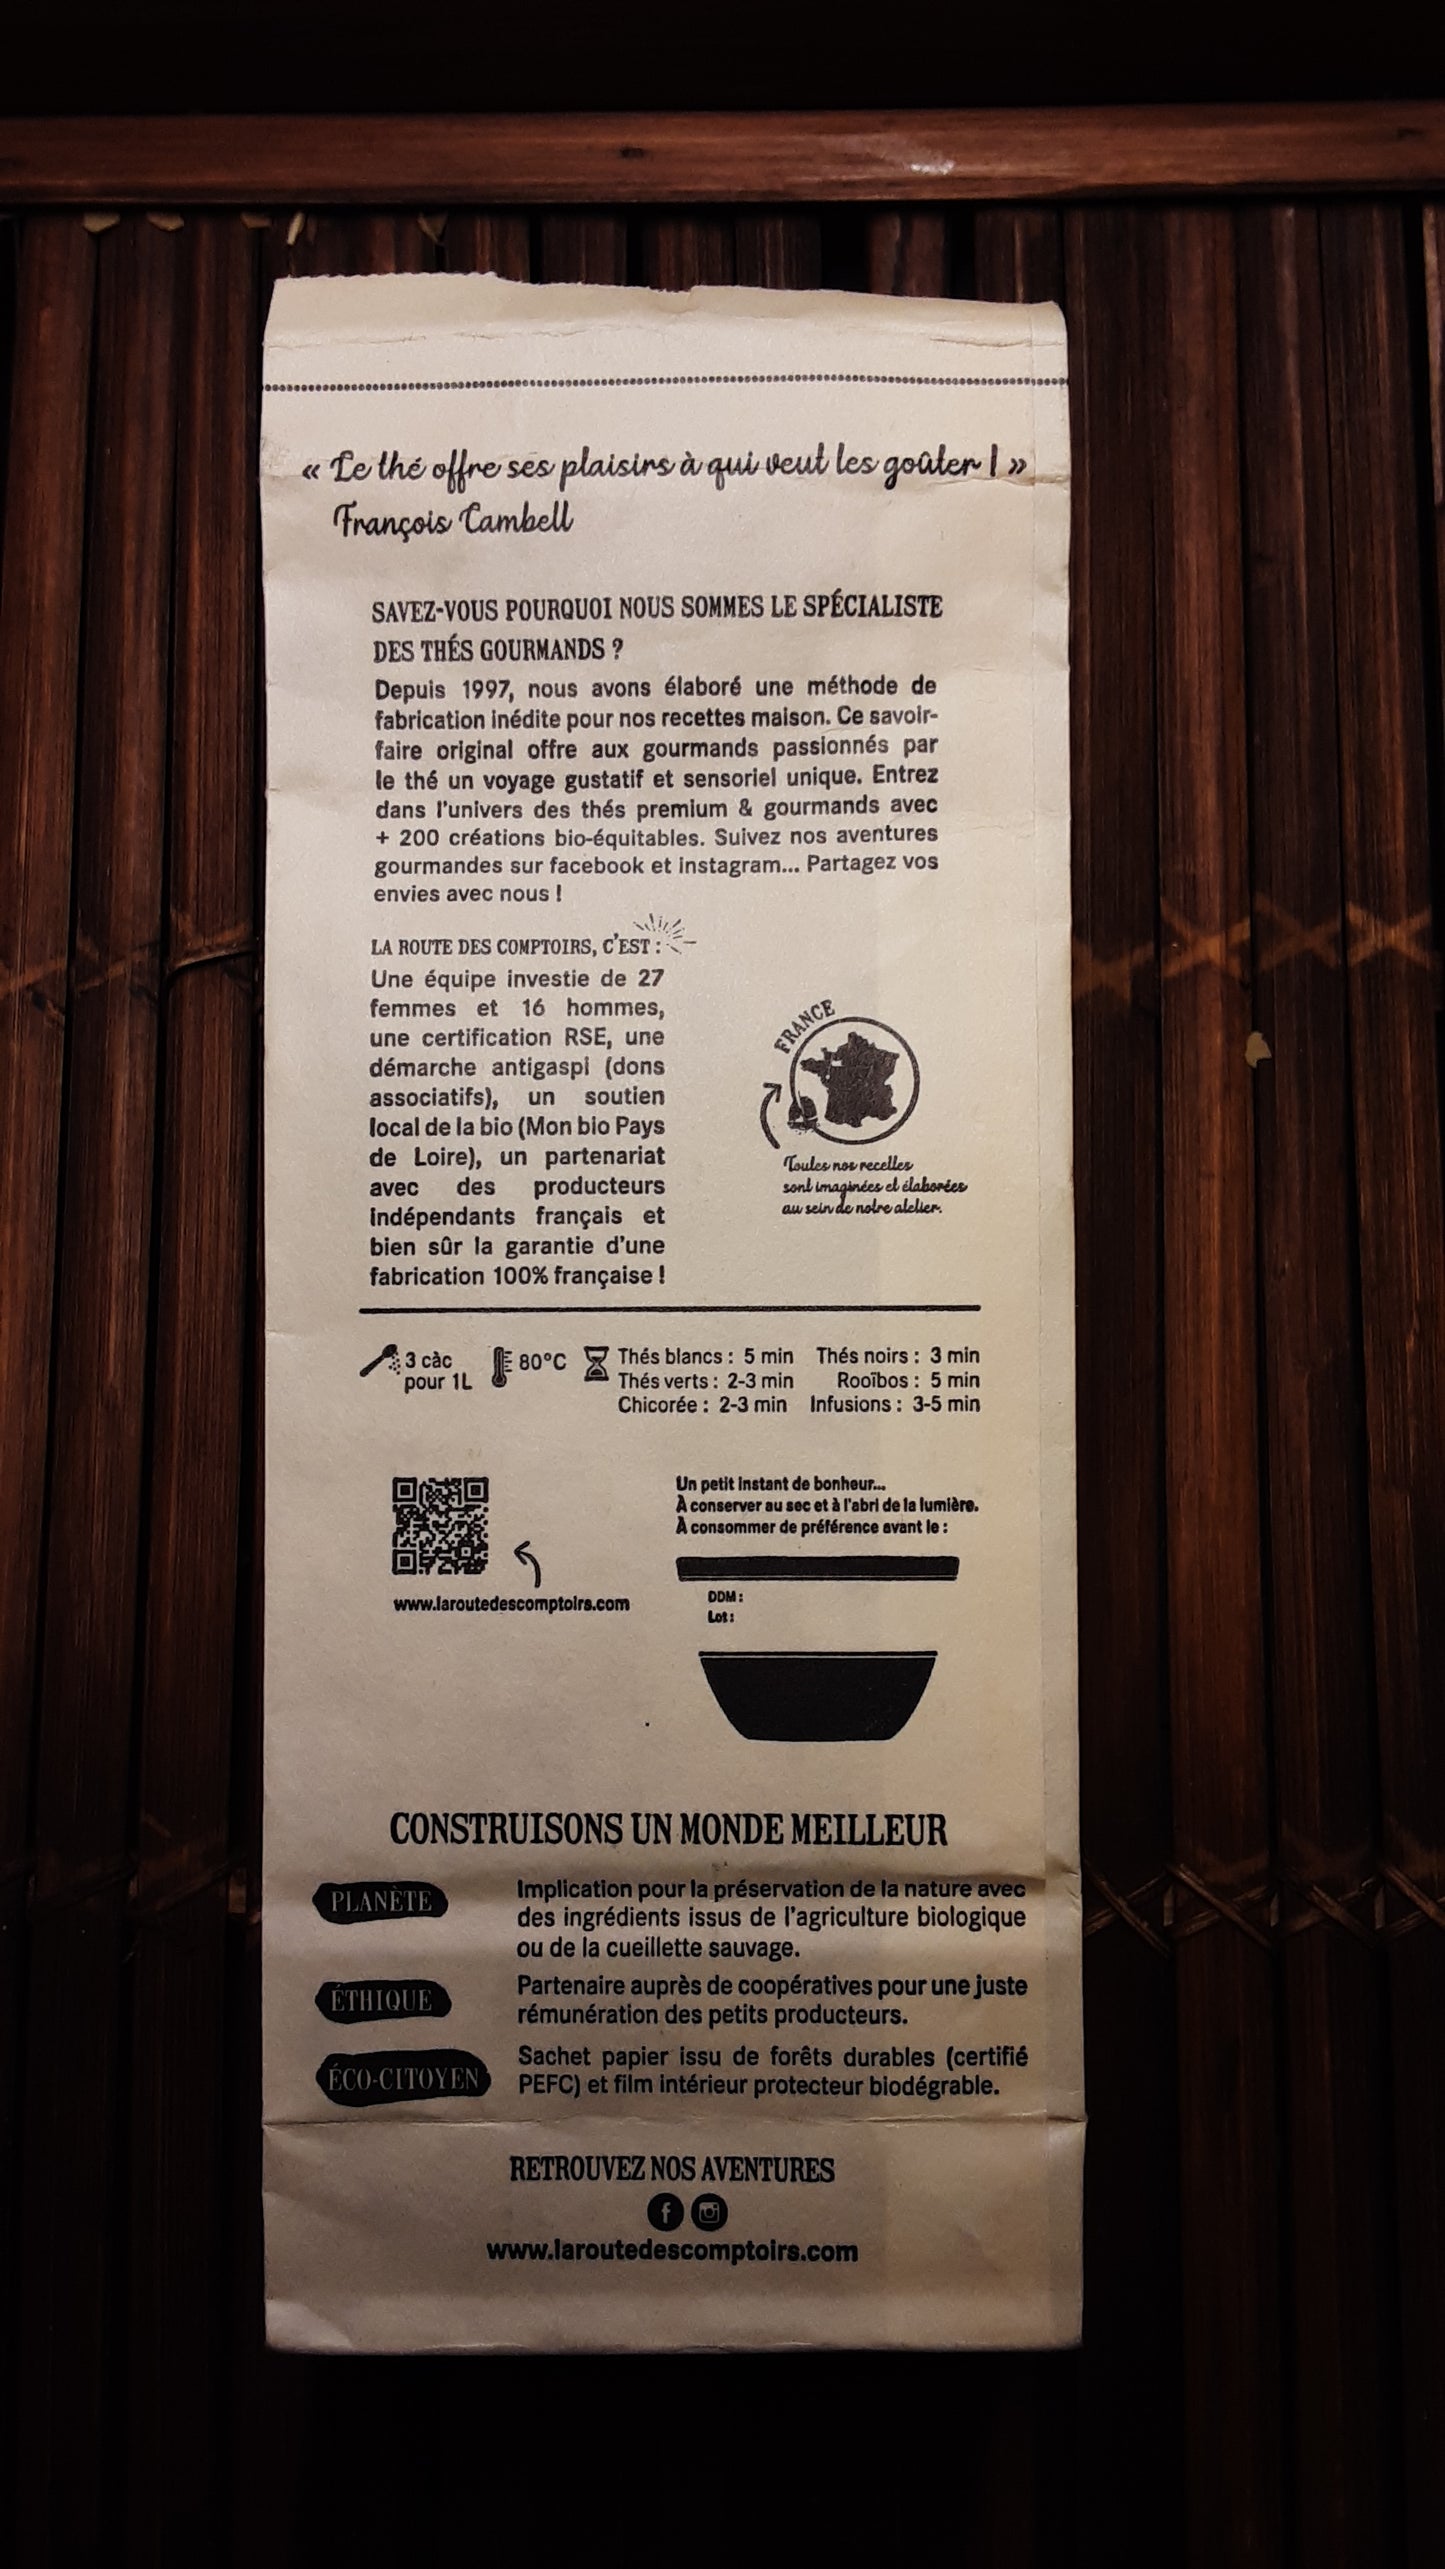 « Le thé offre ses plaisirs à qui veut les goûter ! »
François Cambell
SAVEZ-VOUS POURQUOI NOUS SOMMES LE SPÉCIALISTE
DES THÉS GOURMANDS ?
Depuis 1997, nous avons élaboré une méthode de
fabrication inédite pour nos recettes maison. Ce savoir-
faire original offre aux gourmands passionnés par
le thé un voyage gustatif et sensoriel unique. Entrez
dans l'univers des thés premium & gourmands avec
+ 200 créations bio-équitables. Suivez nos aventures
gourmandes sur facebook et instagram... Partagez vos
envies avec nous !
LA ROUTE DES COMPTOIRS, C'EST :
Une équipe investie de 27
femmes et 16 hommes,
une certification RSE, une
démarche antigaspi (dons
associatifs), un soutien
local de la bio (Mon bio Pays
de Loire), un partenariat
avec des producteurs
indépendants français et
bien sûr la garantie d'une
fabrication 100% française !
FRANCE
Toutes nos recettes
sont imaginées et élaborées
au sein de notre atelier.
3 càc
pour 1L
80°C
Thés blancs : 5 min Thés noirs : 3 min
Thés verts : 2-3 min Rooïbos : 5 min
Chicorée : 2-3 min Infusions : 3-5 min
www.laroutedescomptoirs.com
Un petit instant de bonheur...
À conserver au sec et à l'abri de la lumière.
À consommer de préférence avant le :
DDM :
Lot :
CONSTRUISONS UN MONDE MEILLEUR
PLANÈTE
Implication pour la préservation de la nature avec
des ingrédients issus de l'agriculture biologique
ou de la cueillette sauvage.
ÉTHIQUE
Partenaire auprès de coopératives pour une juste
rémunération des petits producteurs.
ÉCO-CITOYEN
Sachet papier issu de forêts durables (certifié
PEFC) et film intérieur protecteur biodégrable.
RETROUVEZ NOS AVENTURES
www.laroutedescomptoirs.com